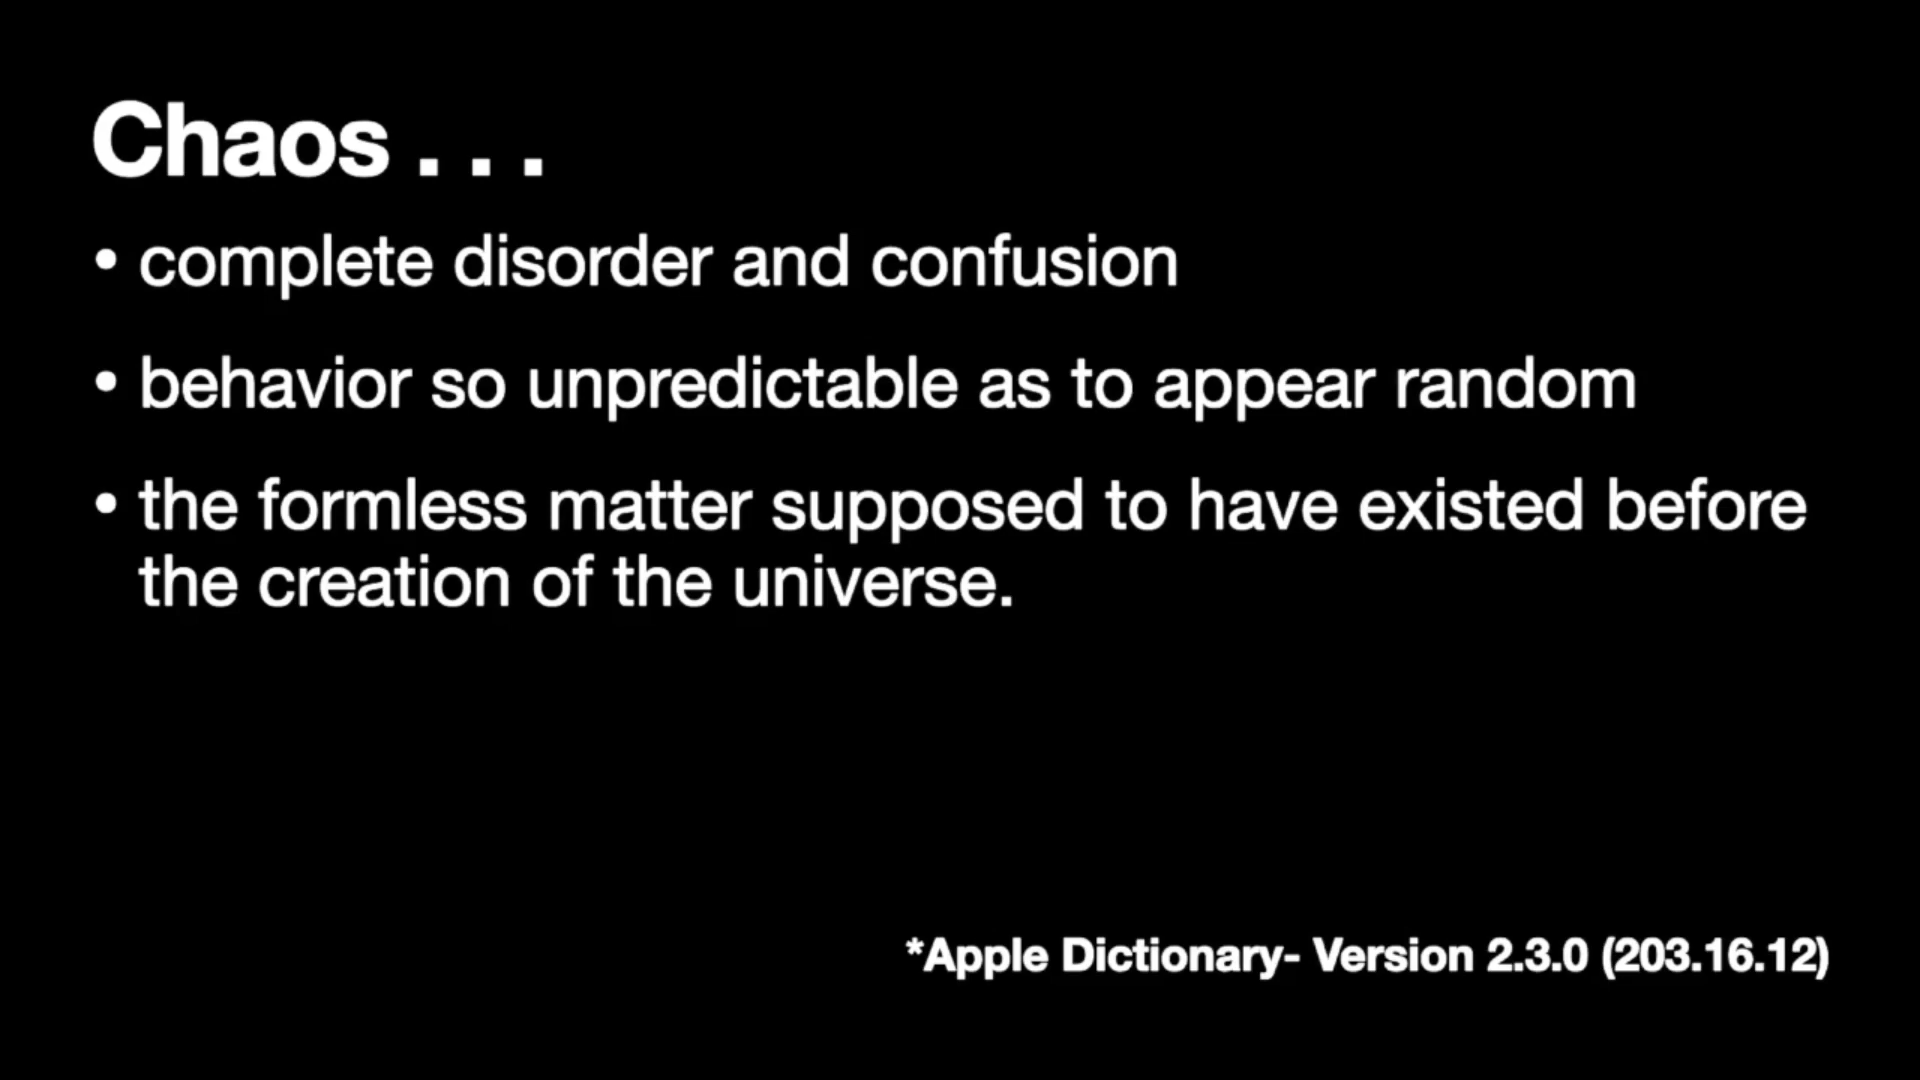 Chaos . . .
• complete disorder and confusion
• behavior so unpredictable as to appear random
• the formless matter supposed to have existed before
the creation of the universe.
*Apple Dictionary- Version 2.3.0 (203.16.12)